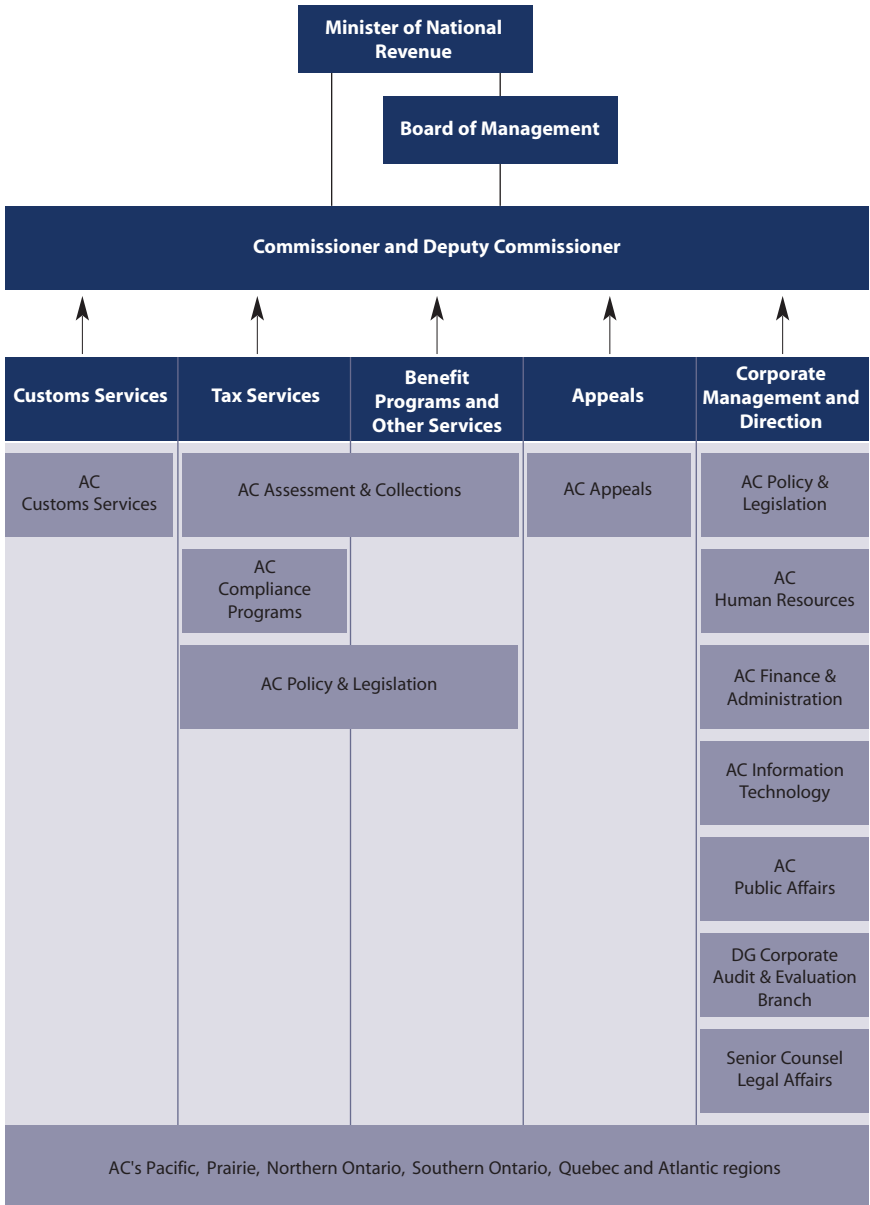 Minister of National
Revenue
Board of Management
Commissioner and Deputy Commissioner
Customs Services
Tax Services
Benefit
Programs and
Other Services
Appeals
Corporate
Management and
Direction
AC
Customs Services
AC Assessment & Collections
AC Appeals
AC Policy &
Legislation
AC
Compliance
Programs
AC
Human Resources
AC Policy & Legislation
AC Finance &
Administration
AC Information
Technology
AC
Public Affairs
DG Corporate
Audit & Evaluation
Branch
Senior Counsel
Legal Affairs
AC's Pacific, Prairie, Northern Ontario, Southern Ontario, Quebec and Atlantic regions